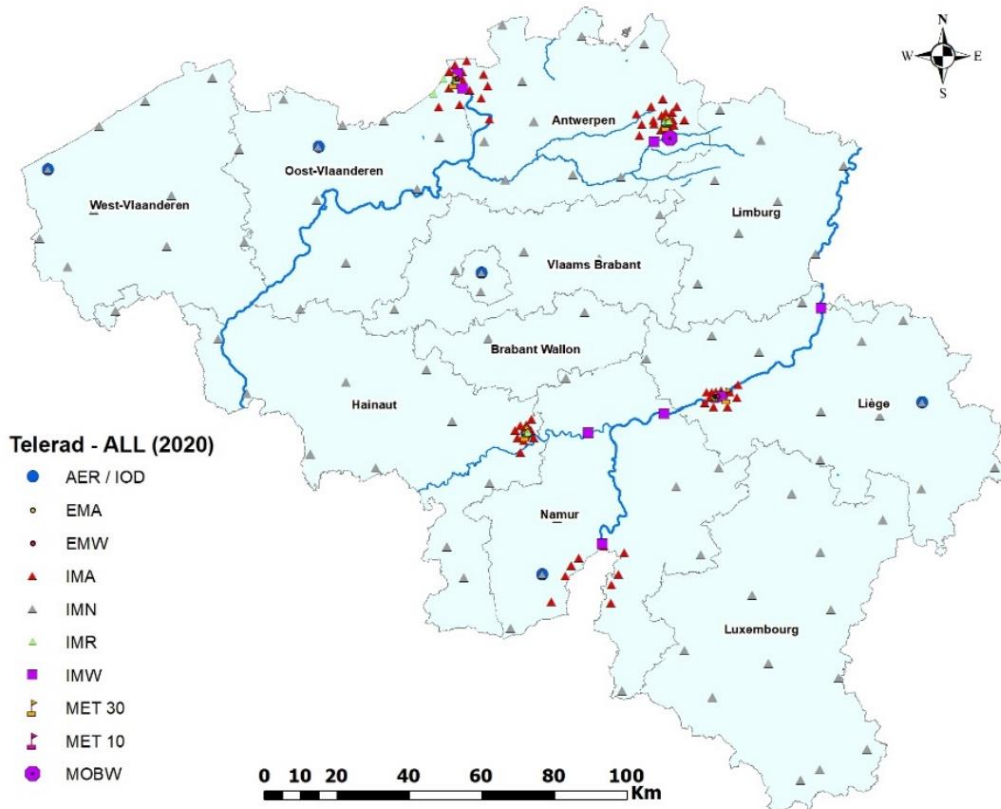 N
W E
S
Antwerpen
Oost-Vlaanderen
West-Vlaanderen
Limburg
Vlaams Brabant
Brabant Wallon
Hainaut
Liège
Namur
Luxembourg
Telerad - ALL (2020)
AER / IOD
EMA
EMW
IMA
IMN
IMR
IMW
MET 30
MET 10
MOBW
0 20 40 60 80 100
Km